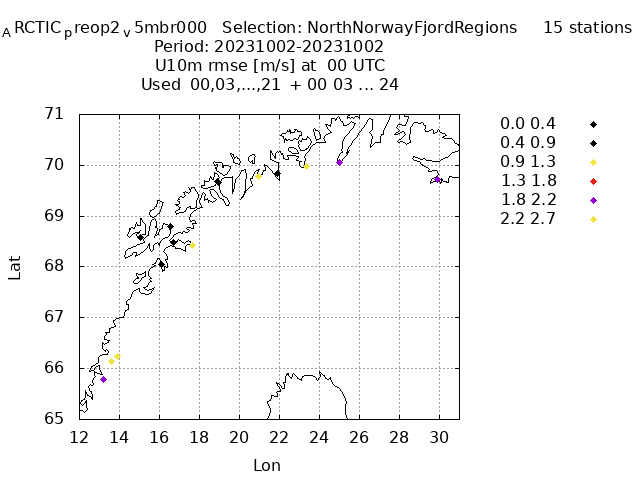 ARCTICpreop2v5mbr000 Selection: NorthNorwayFjordRegions 15 stations
Period: 20231002-20231002
U10m rmse [m/s] at 00 UTC
Used 00,03,...,21 + 00 03 ... 24
71
70
69
68
67
66
65
12 14 16 18 20 22 24 26 28 30
Lat
Lon
0.0 0.4
0.4 0.9
0.9 1.3
1.3 1.8
1.8 2.2
2.2 2.7